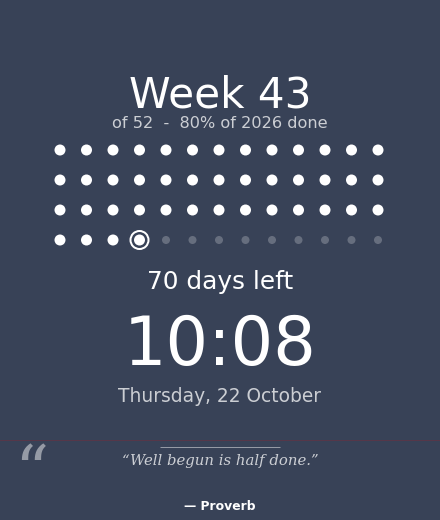 Week 43
of 52 - 80% of 2026 done
70 days left
10:08
Thursday, 22 October
“
“Well begun is half done.”
— Proverb